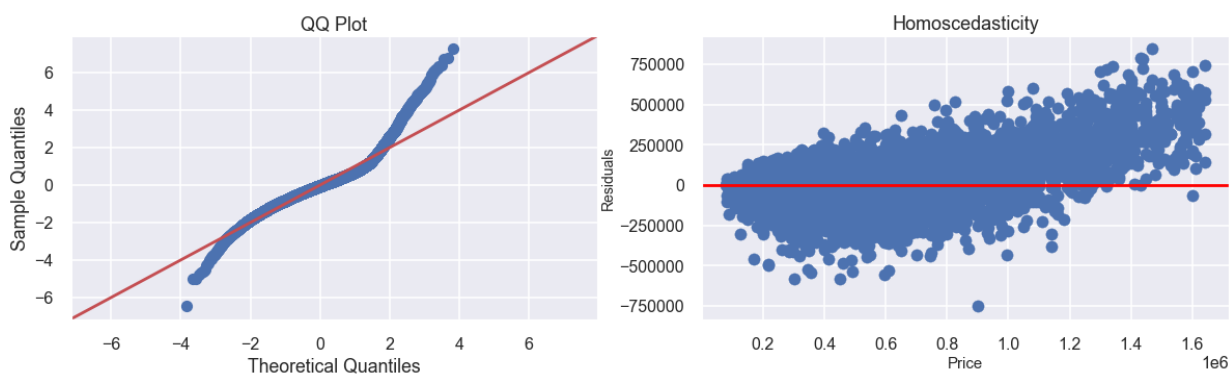 QQ Plot
Sample Quantiles
6
4
2
0
−2
−4
−6
−6 −4 −2 0 2 4 6
Theoretical Quantiles
Homoscedasticity
Residuals
750000
500000
250000
0
−250000
−500000
−750000
0.2 0.4 0.6 0.8 1.0 1.2 1.4 1.6
Price
1e6